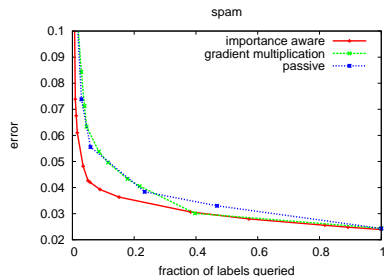 spam
importance aware
gradient multiplication
passive
0.1
0.09
0.08
0.07
0.06
0.05
0.04
0.03
0.02
error
0 0.2 0.4 0.6 0.8 1
fraction of labels queried